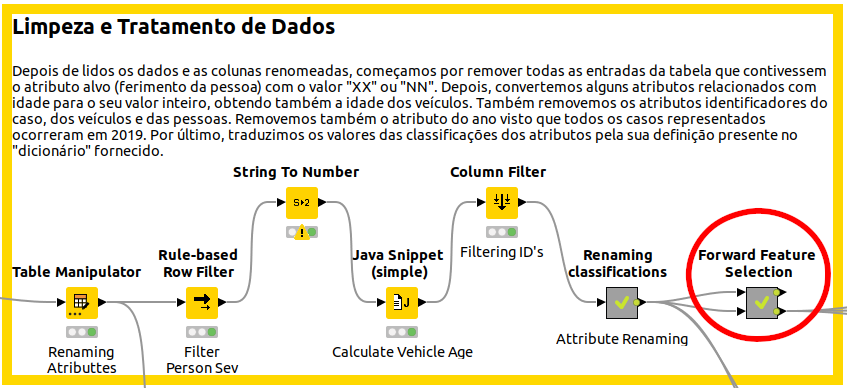 Limpeza e Tratamento de Dados
Depois de lidos os dados e as colunas renomeadas, começamos por remover todas as entradas da tabela que contivessem
o atributo alvo (ferimento da pessoa) com o valor "XX" ou "NN". Depois, convertemos alguns atributos relacionados com
idade para o seu valor inteiro, obtendo também a idade dos veículos. Também removemos os atributos identificadores do
caso, dos veículos e das pessoas. Removemos também o atributo do ano visto que todos os casos representados
ocorreram em 2019. Por último, traduzimos os valores das classificações dos atributos pela sua definição presente no
"dicionário" fornecido.
String To Number
S▸2
Column Filter
Filtering ID's
Table Manipulator
Renaming
Atributtes
Rule-based
Row Filter
Filter
Person Sev
Java Snippet
(simple)
J
Calculate Vehicle Age
Renaming
classifications
Attribute Renaming
Forward Feature
Selection